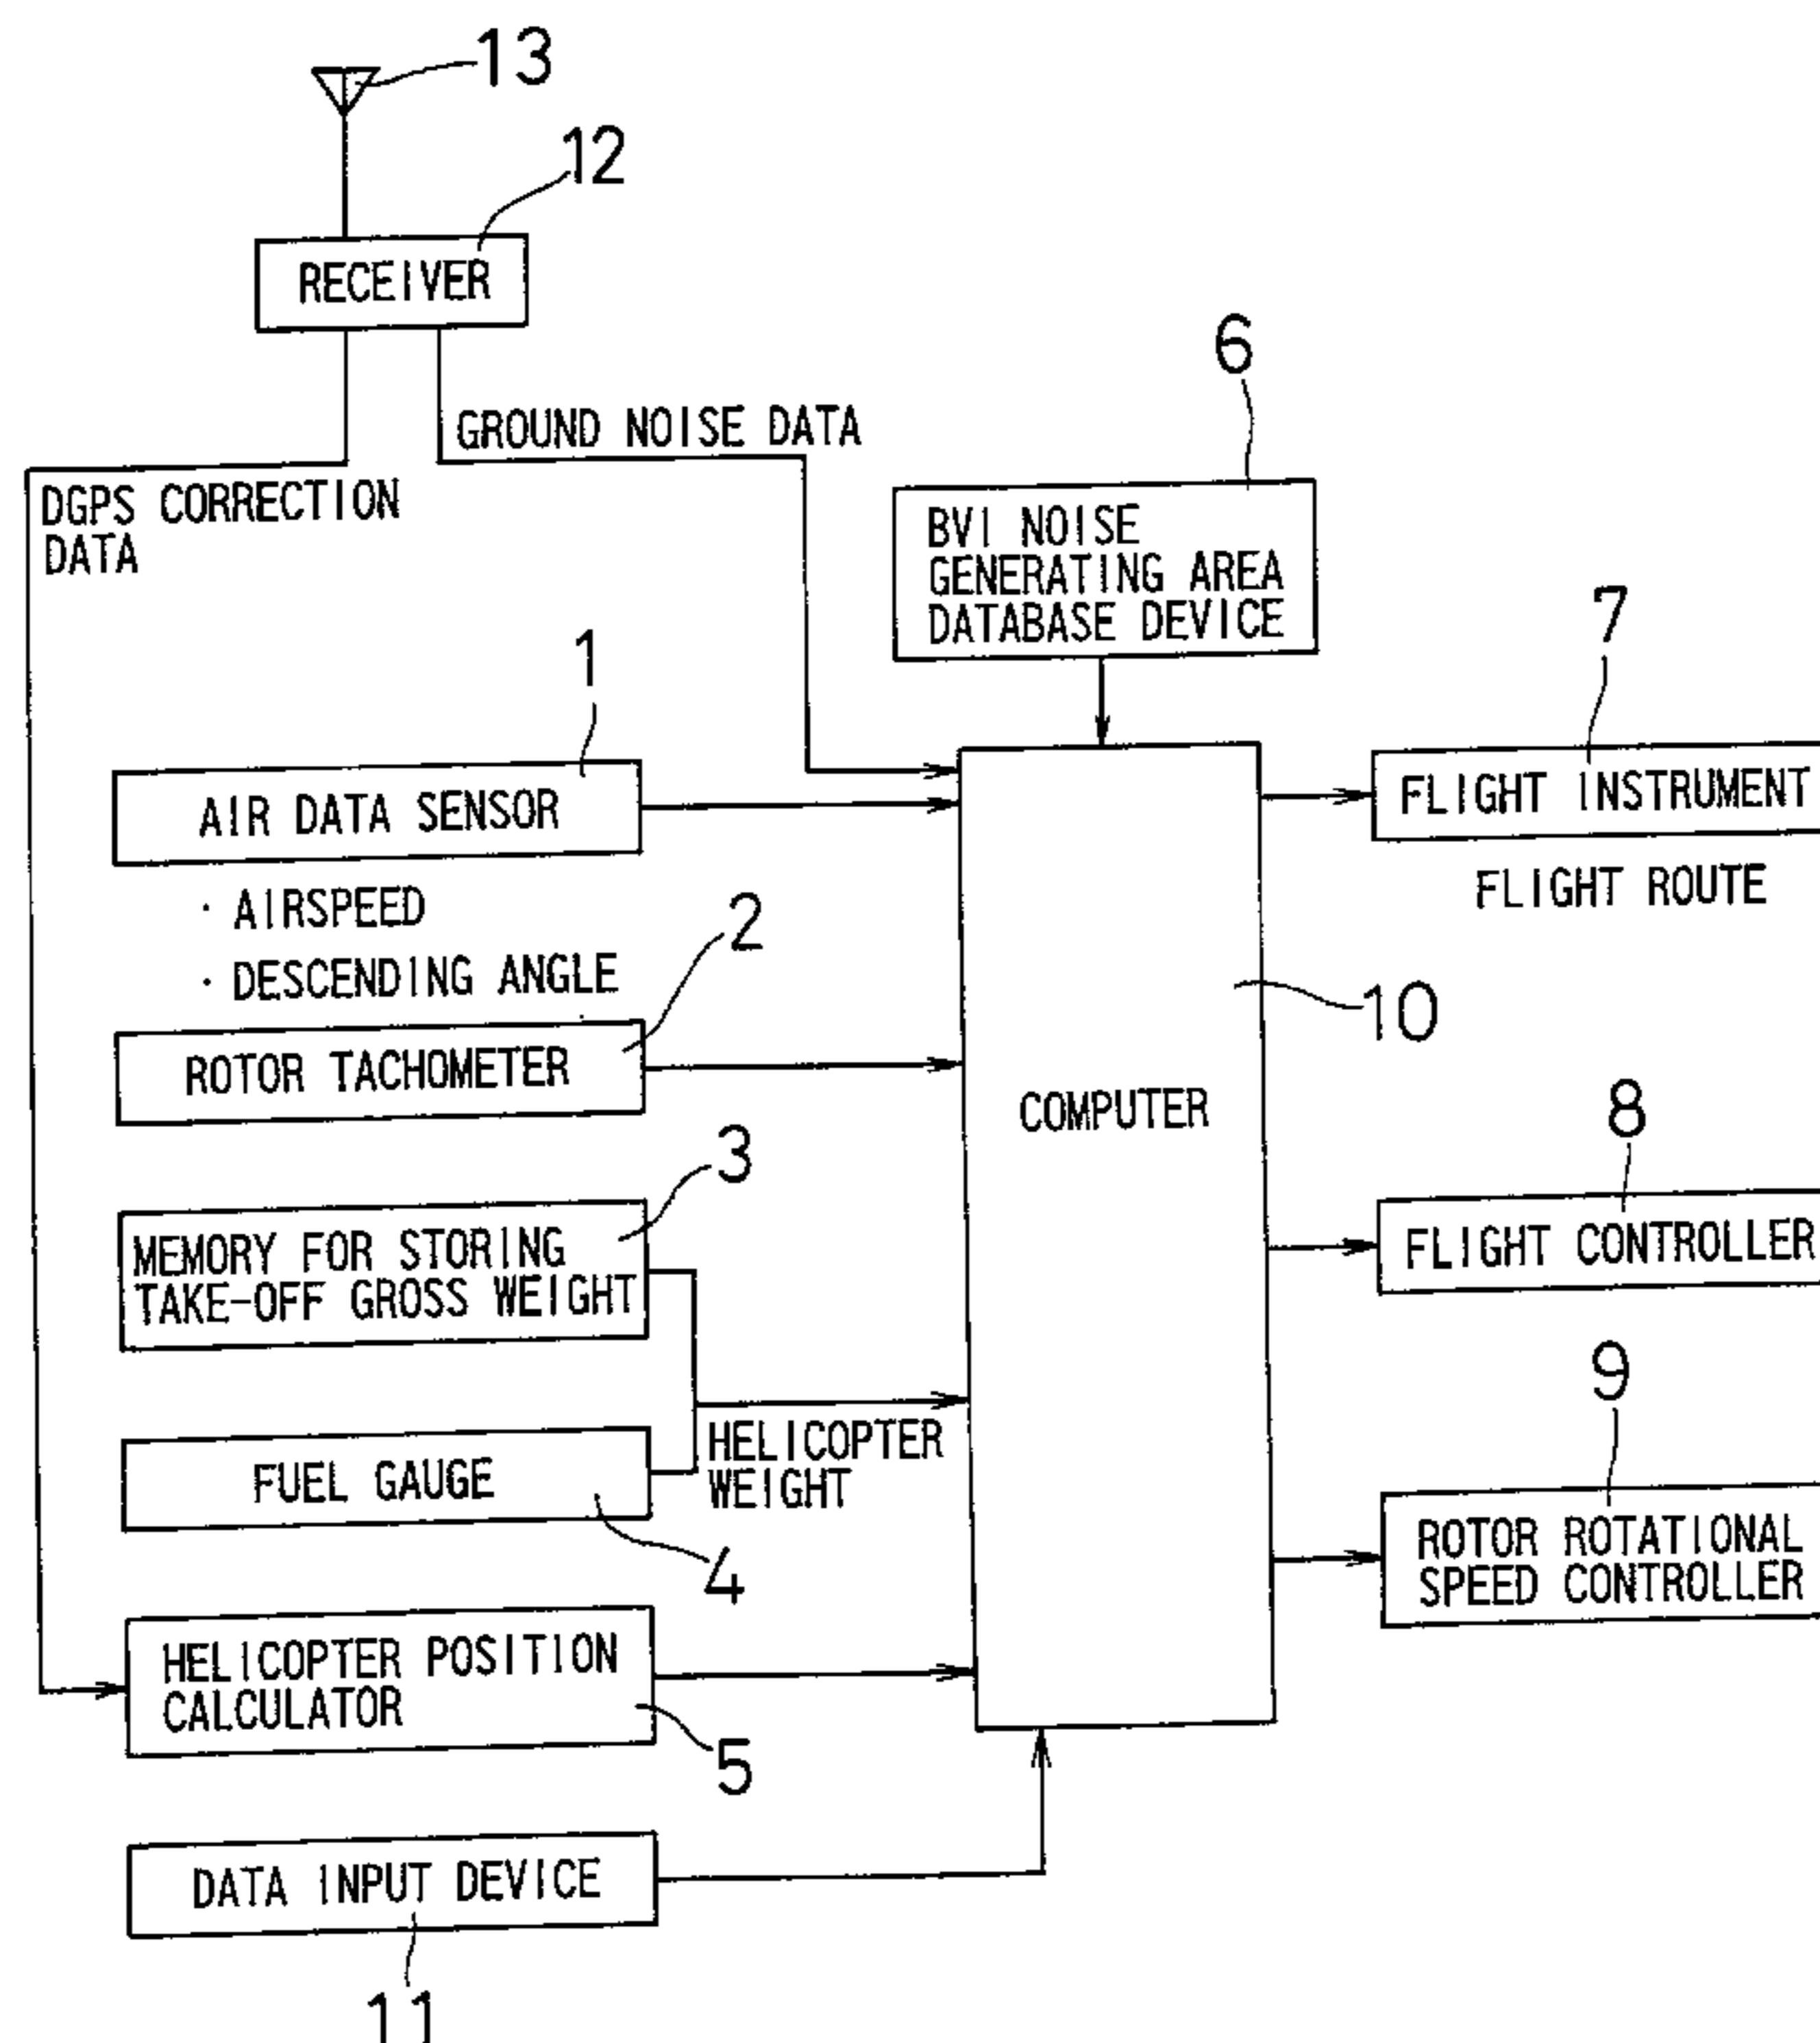 13
12
RECEIVER
GROUND NOISE DATA
DGPS CORRECTION
DATA
6
BVI NOISE
GENERATING AREA
DATABASE DEVICE
7
1
AIR DATA SENSOR
· AIRSPEED
· DESCENDING ANGLE
FLIGHT INSTRUMENT
FLIGHT ROUTE
2
ROTOR TACHOMETER
10
COMPUTER
8
FLIGHT CONTROLLER
3
MEMORY FOR STORING
TAKE-OFF GROSS WEIGHT
HELICOPTER
WEIGHT
FUEL GAUGE
4
9
ROTOR ROTATIONAL
SPEED CONTROLLER
HELICOPTER POSITION
CALCULATOR
5
DATA INPUT DEVICE
11